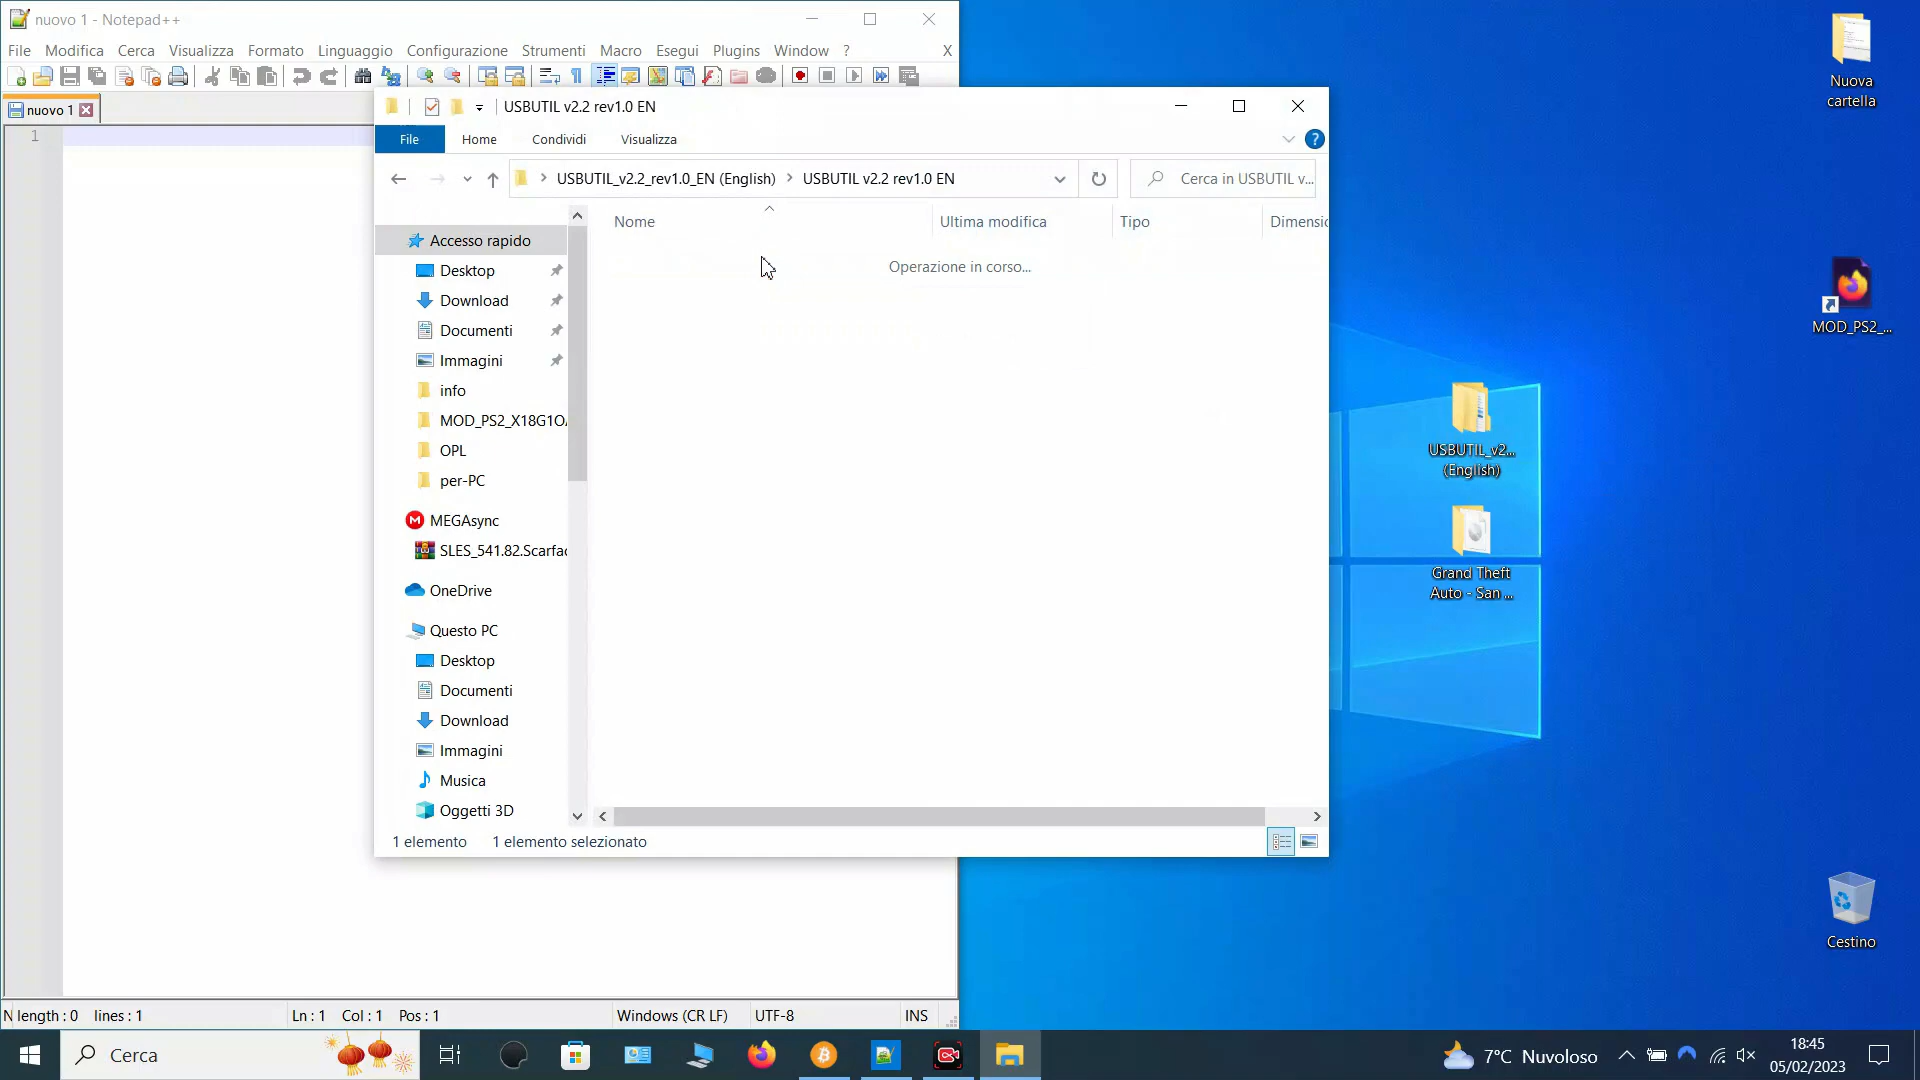 nuovo 1 - Notepad++
File Modifica Cerca Visualizza Formato Linguaggio Configurazione Strumenti Macro Esegui Plugins Window ? X
nuovo 1
1
USBUTIL v2.2 rev1.0 EN
File Home Condividi Visualizza
USBUTIL_v2.2_rev1.0_EN (English) USBUTIL v2.2 rev1.0 EN
Cerca in USBUTIL v...
Nome Ultima modifica Tipo Dimensio
Operazione in corso...
Accesso rapido
Desktop
Download
Documenti
Immagini
info
MOD_PS2_X18G1O
OPL
per-PC
MEGAsync
SLES_541.82.Scarfac
OneDrive
Questo PC
Desktop
Documenti
Download
Immagini
Musica
Oggetti 3D
1 elemento 1 elemento selezionato
N length : 0 lines : 1 Ln : 1 Col : 1 Pos : 1 Windows (CR LF) UTF-8 INS
Nuova
cartella
MOD_PS2_...
USBUTIL_v2...
(English)
Grand Theft
Auto - San ...
Cestino
Cerca
7°C Nuvoloso
18:45
05/02/2023